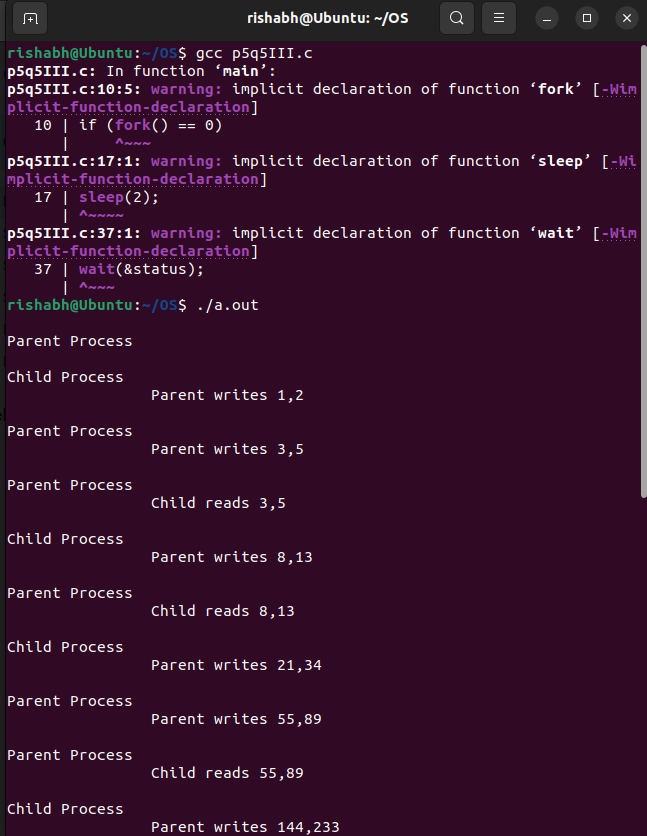 rishabh@Ubuntu: ~/OS
rishabh@Ubuntu:~/OS$ gcc p5q5III.c
p5q5III.c: In function ‘main’:
p5q5III.c:10:5: warning: implicit declaration of function ‘fork’ [-Wim
plicit-function-declaration]
10 | if (fork() == 0)
| ^~~~
p5q5III.c:17:1: warning: implicit declaration of function ‘sleep’ [-Wi
mplicit-function-declaration]
17 | sleep(2);
| ^~~~~
p5q5III.c:37:1: warning: implicit declaration of function ‘wait’ [-Wim
plicit-function-declaration]
37 | wait(&status);
| ^~~~
rishabh@Ubuntu:~/OS$ ./a.out
Parent Process
Child Process
Parent writes 1,2
Parent Process
Parent writes 3,5
Parent Process
Child reads 3,5
Child Process
Parent writes 8,13
Parent Process
Child reads 8,13
Child Process
Parent writes 21,34
Parent Process
Parent writes 55,89
Parent Process
Child reads 55,89
Child Process
Parent writes 144,233